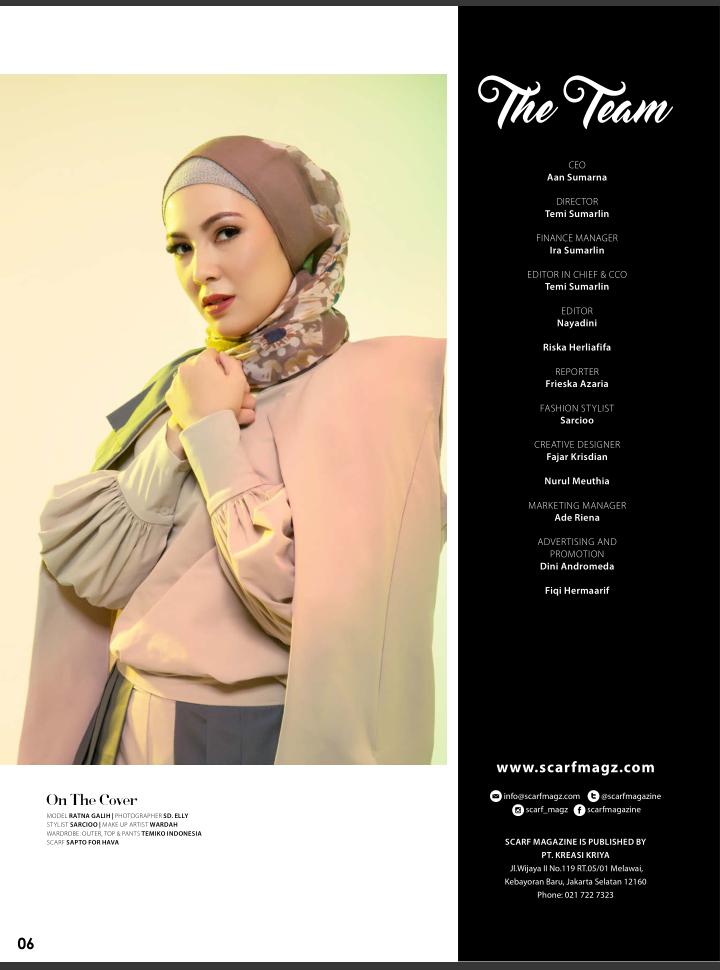 The Team
CEO
Aan Sumarna
DIRECTOR
Temi Sumarlin
FINANCE MANAGER
Ira Sumarlin
EDITOR IN CHIEF & CCO
Temi Sumarlin
EDITOR
Nayadini
Riska Herliafifa
REPORTER
Frieska Azaria
FASHION STYLIST
Sarcioo
CREATIVE DESIGNER
Fajar Krisdian
Nurul Meuthia
MARKETING MANAGER
Ade Riena
ADVERTISING AND
PROMOTION
Dini Andromeda
Fiqi Hermaarif
www.scarfmagz.com
info@scarfmagz.com @scarfmagazine
scarf_magz scarfmagazine
SCARF MAGAZINE IS PUBLISHED BY
PT. KREASI KRIYA
Jl.Wijaya II No.119 RT.05/01 Melawai,
Kebayoran Baru, Jakarta Selatan 12160
Phone: 021 722 7323
On The Cover
MODEL RATNA GALIH | PHOTOGRAPHER SD. ELLY
STYLIST SARCIOO | MAKE UP ARTIST WARDAH
WARDROBE: OUTER, TOP & PANTS TEMIKO INDONESIA
SCARF SAPTO FOR HAVA
06